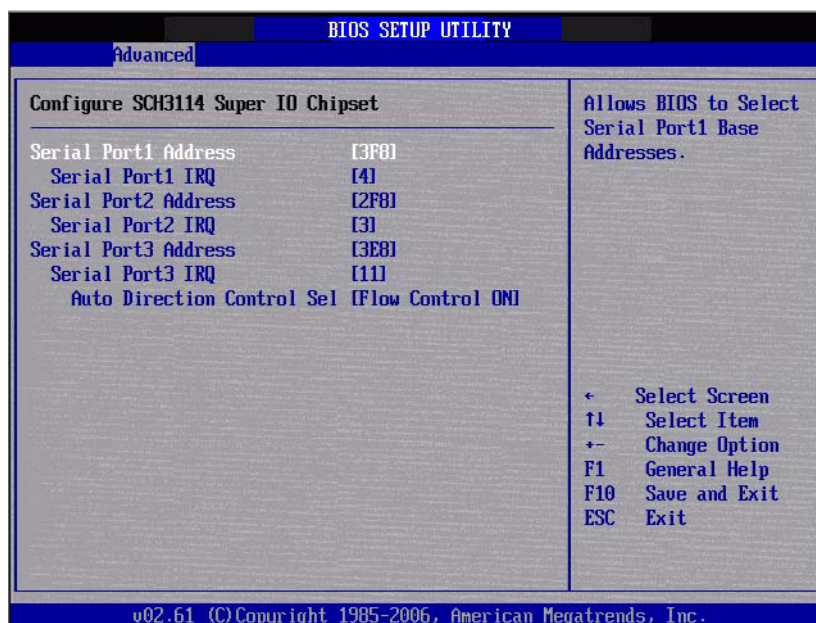 BIOS SETUP UTILITY
Advanced
Configure SCH3114 Super IO Chipset
Serial Port1 Address [3F8]
Serial Port1 IRQ [4]
Serial Port2 Address [2F8]
Serial Port2 IRQ [3]
Serial Port3 Address [3E8]
Serial Port3 IRQ [11]
Auto Direction Control Sel [Flow Control ON]
Allows BIOS to Select
Serial Port1 Base
Addresses.
← Select Screen
↑↓ Select Item
+- Change Option
F1 General Help
F10 Save and Exit
ESC Exit
v02.61 (C)Copyright 1985-2006, American Megatrends, Inc.